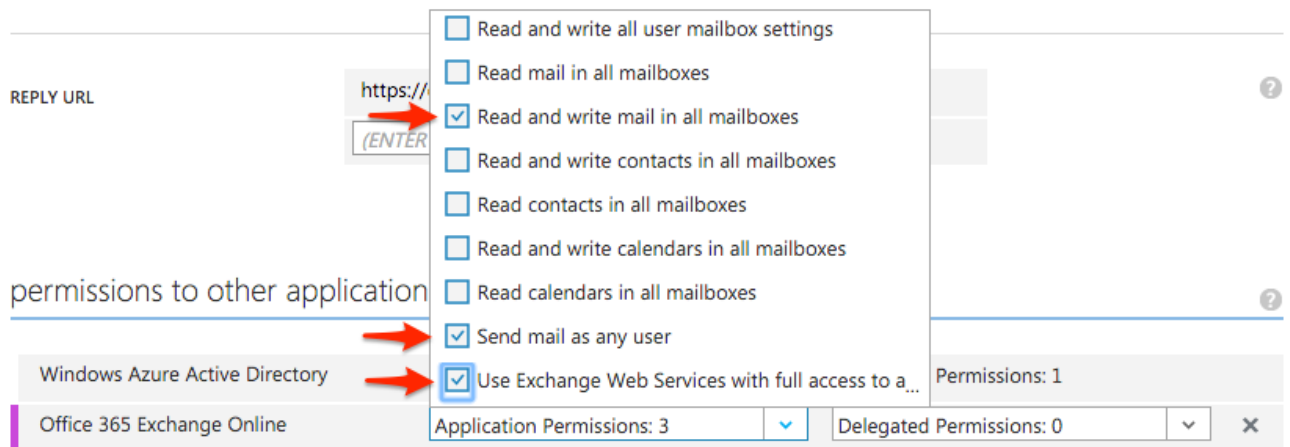 Read and write all user mailbox settings
Read mail in all mailboxes
REPLY URL
https://
Read and write mail in all mailboxes
(ENTER
Read and write contacts in all mailboxes
Read contacts in all mailboxes
Read and write calendars in all mailboxes
permissions to other application
Read calendars in all mailboxes
Send mail as any user
Windows Azure Active Directory
Use Exchange Web Services with full access to a...
Permissions: 1
Office 365 Exchange Online
Application Permissions: 3
Delegated Permissions: 0